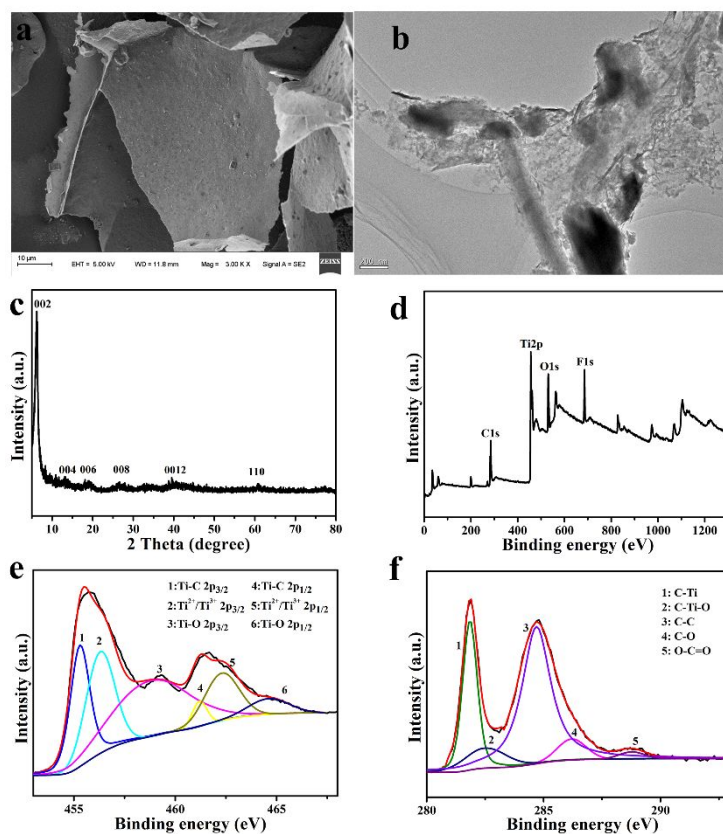 a
10 µm
EHT = 5.00 kV
WD = 11.8 mm
Mag = 3.00 K X
Signal A = SE2
ZEISS
b
200 nm
c
002
004
006
008
0012
110
Intensity (a.u.)
10
20
30
40
50
60
70
80
2 Theta (degree)
d
Ti2p
O1s
F1s
C1s
Intensity (a.u.)
0
200
400
600
800
1000
1200
Binding energy (eV)
e
1:Ti-C 2p3/2
4:Ti-C 2p1/2
2:Ti2+/Ti3+ 2p3/2
5:Ti2+/Ti3+ 2p1/2
3:Ti-O 2p3/2
6:Ti-O 2p1/2
1
2
3
4
5
6
Intensity (a.u.)
455
460
465
Binding energy (eV)
f
1: C-Ti
2: C-Ti-O
3: C-C
4: C-O
5: O-C=O
1
2
3
4
5
Intensity (a.u.)
280
285
290
Binding energy (eV)